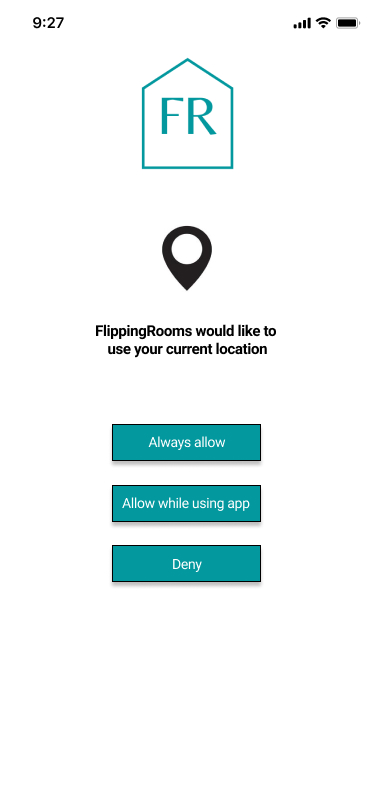 9:27
FR
FlippingRooms would like to
use your current location
Always allow
Allow while using app
Deny